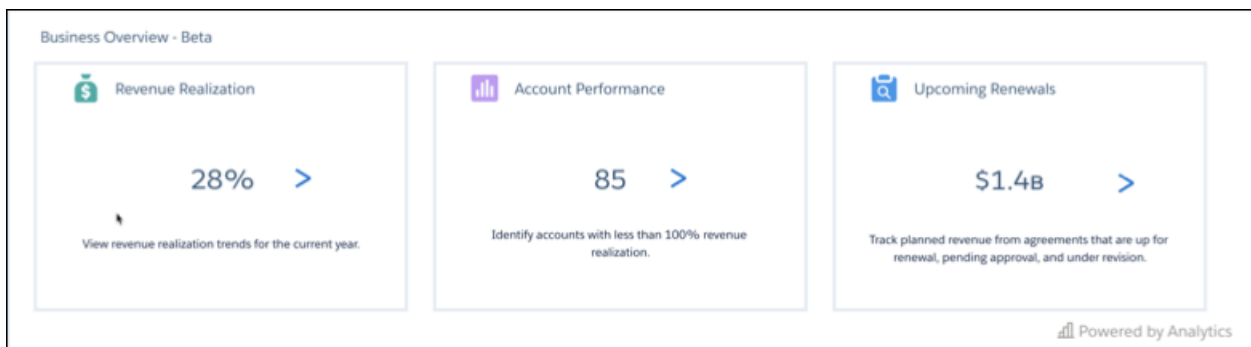 Business Overview - Beta
Revenue Realization
28% >
View revenue realization trends for the current year.
Account Performance
85 >
Identify accounts with less than 100% revenue
realization.
Upcoming Renewals
$1.4B >
Track planned revenue from agreements that are up for
renewal, pending approval, and under revision.
Powered by Analytics